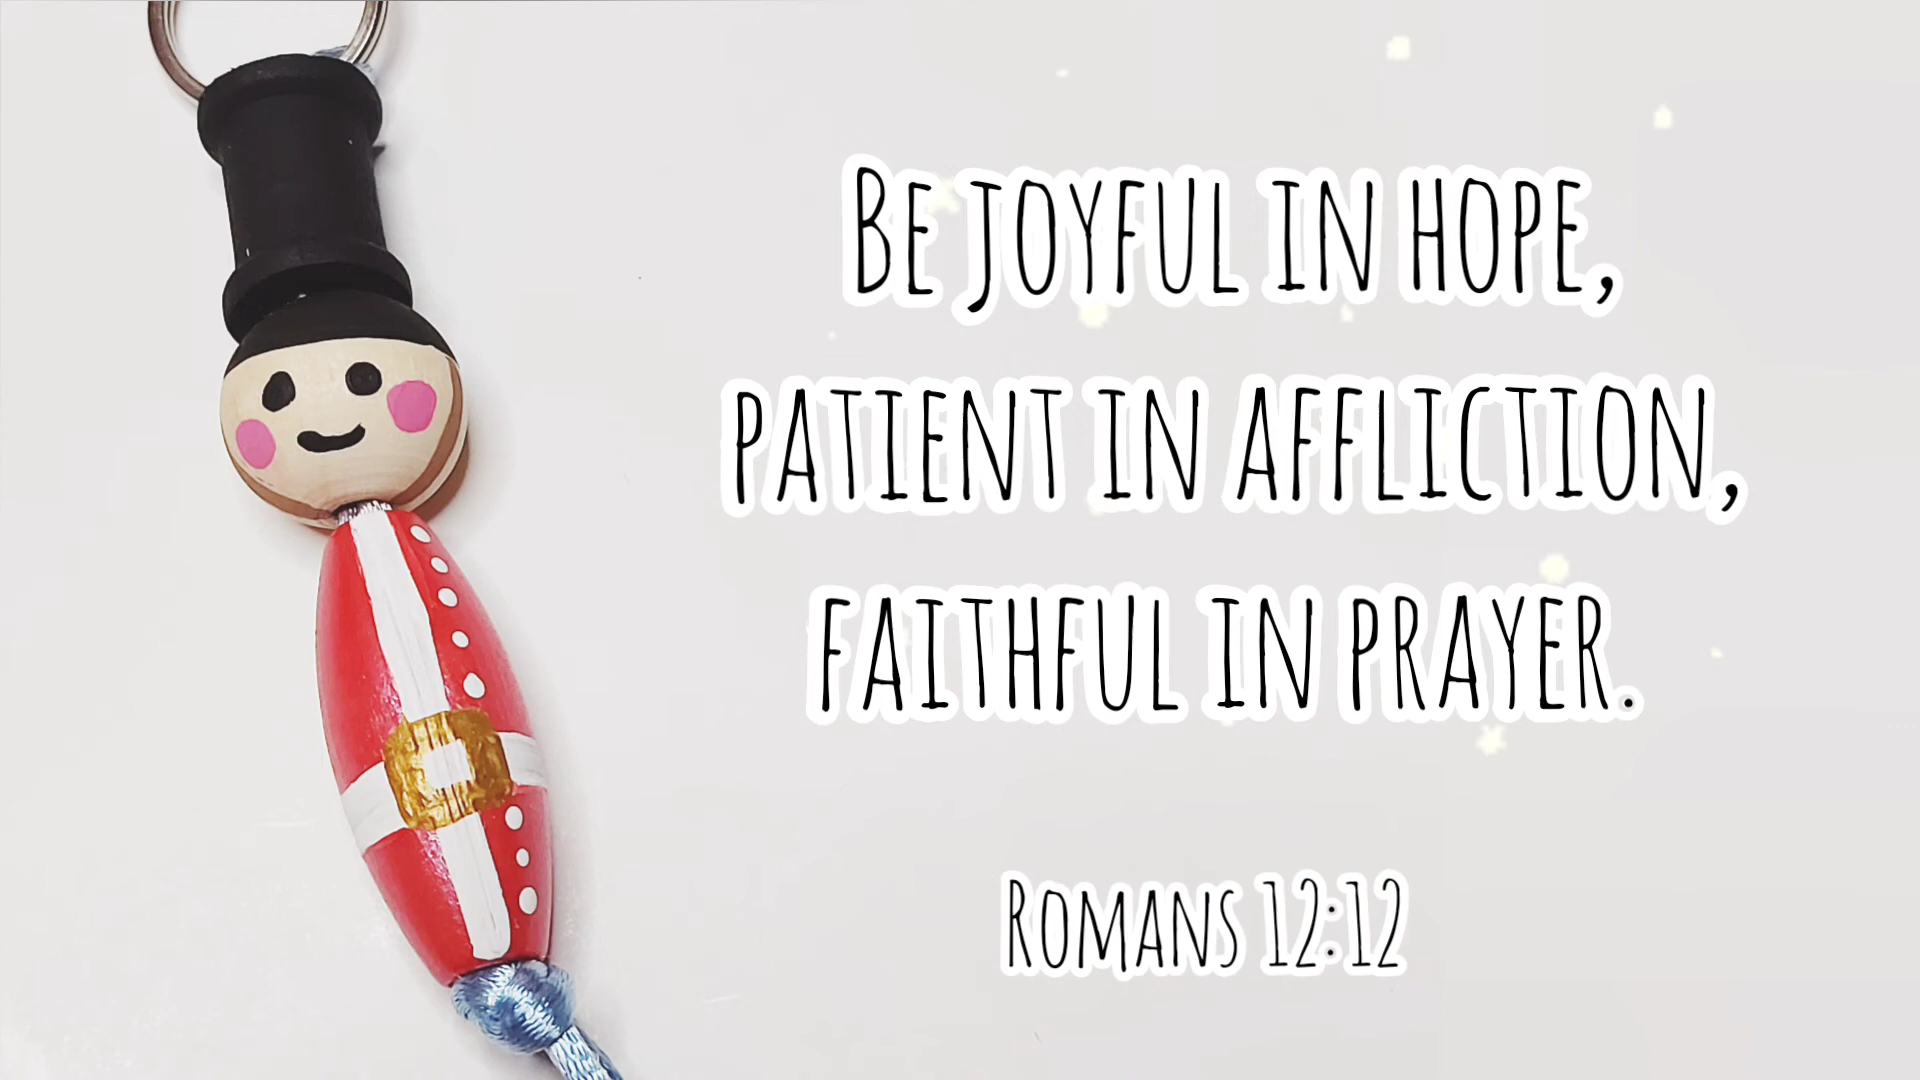 Be joyful in hope,
patient in affliction,
faithful in prayer.
Romans 12:12